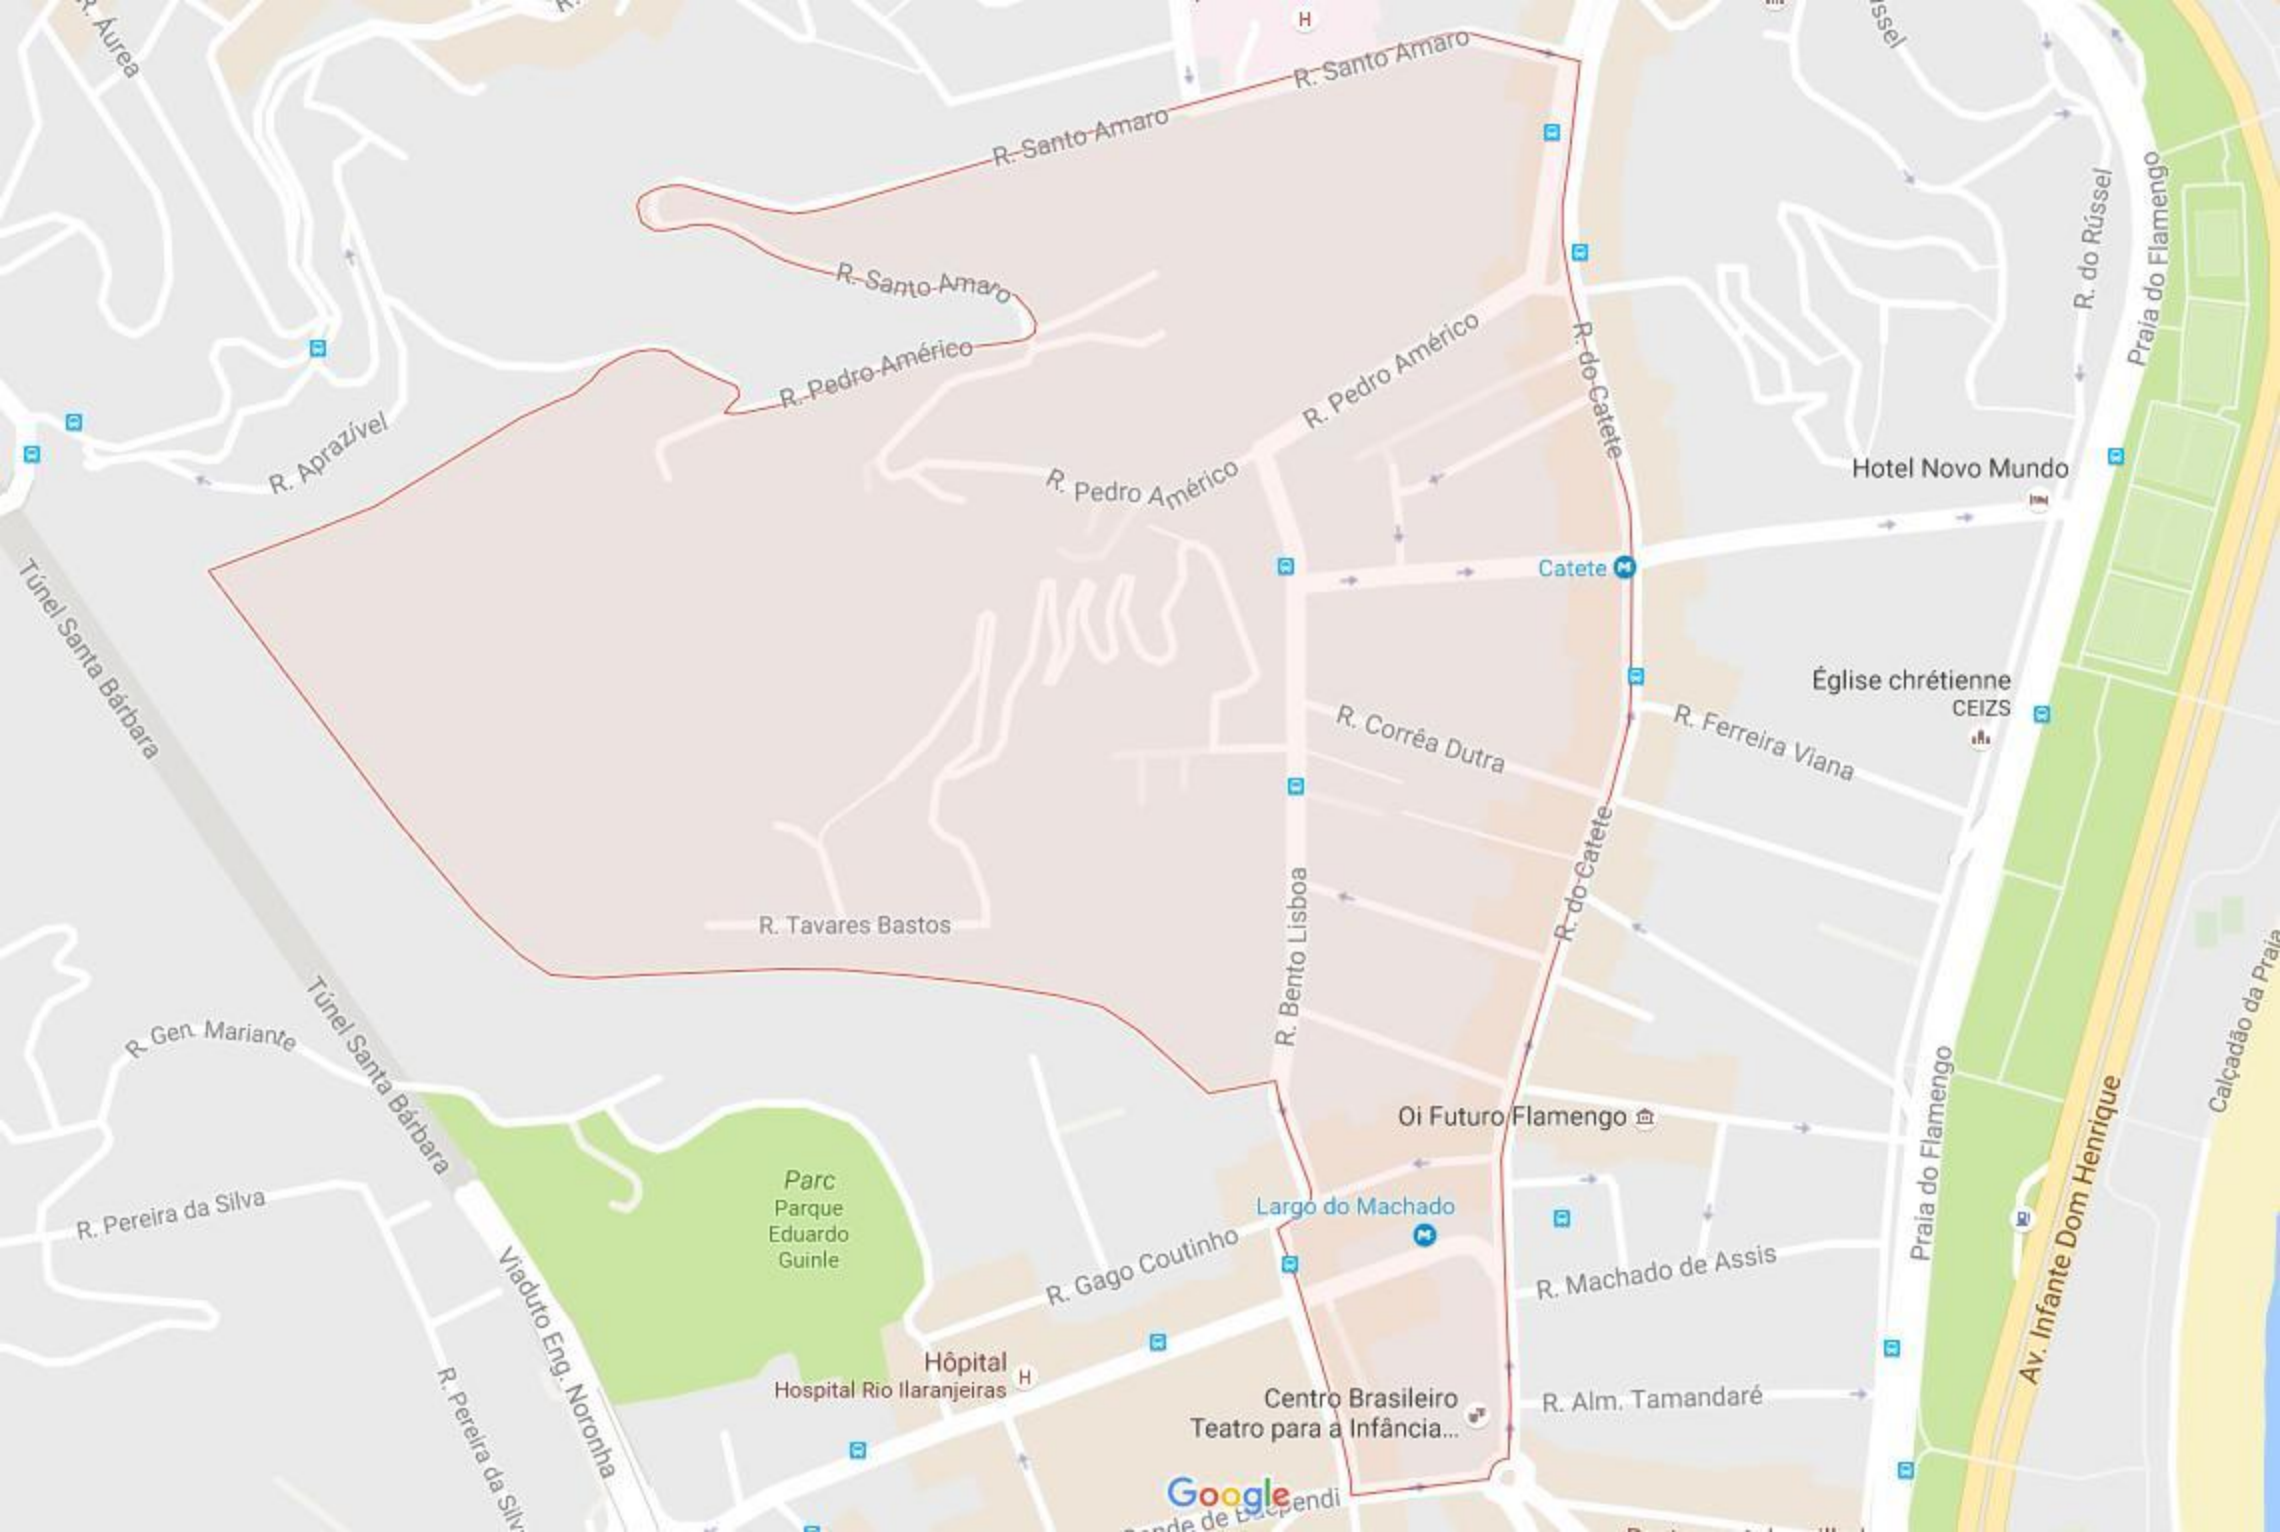 R. Áurea
R.
H
R. Santo Amaro
R. Santo Amaro
R. Santo Amaro
R. Pedro Américo
R. Pedro Américo
R. Pedro Américo
R. do Catete
R. do Rússel
Praia do Flamengo
R. Aprazível
Hotel Novo Mundo
Catete
M
Túnel Santa Bárbara
Église chrétienne
CEIZS
R. Corrêa Dutra
R. Ferreira Viana
R. do Catete
R. Tavares Bastos
R. Bento Lisboa
Calçadão da Praia
R. Gen. Mariante
Túnel Santa Bárbara
Oi Futuro Flamengo
Praia do Flamengo
Av. Infante Dom Henrique
R. Pereira da Silva
Parc
Parque
Eduardo
Guinle
Largo do Machado
M
R. Gago Coutinho
R. Machado de Assis
Viaduto Eng. Noronha
Hôpital
Hospital Rio Ilaranjeiras
H
R. Pereira da Silv
Centro Brasileiro
Teatro para a Infância...
R. Alm. Tamandaré
Google